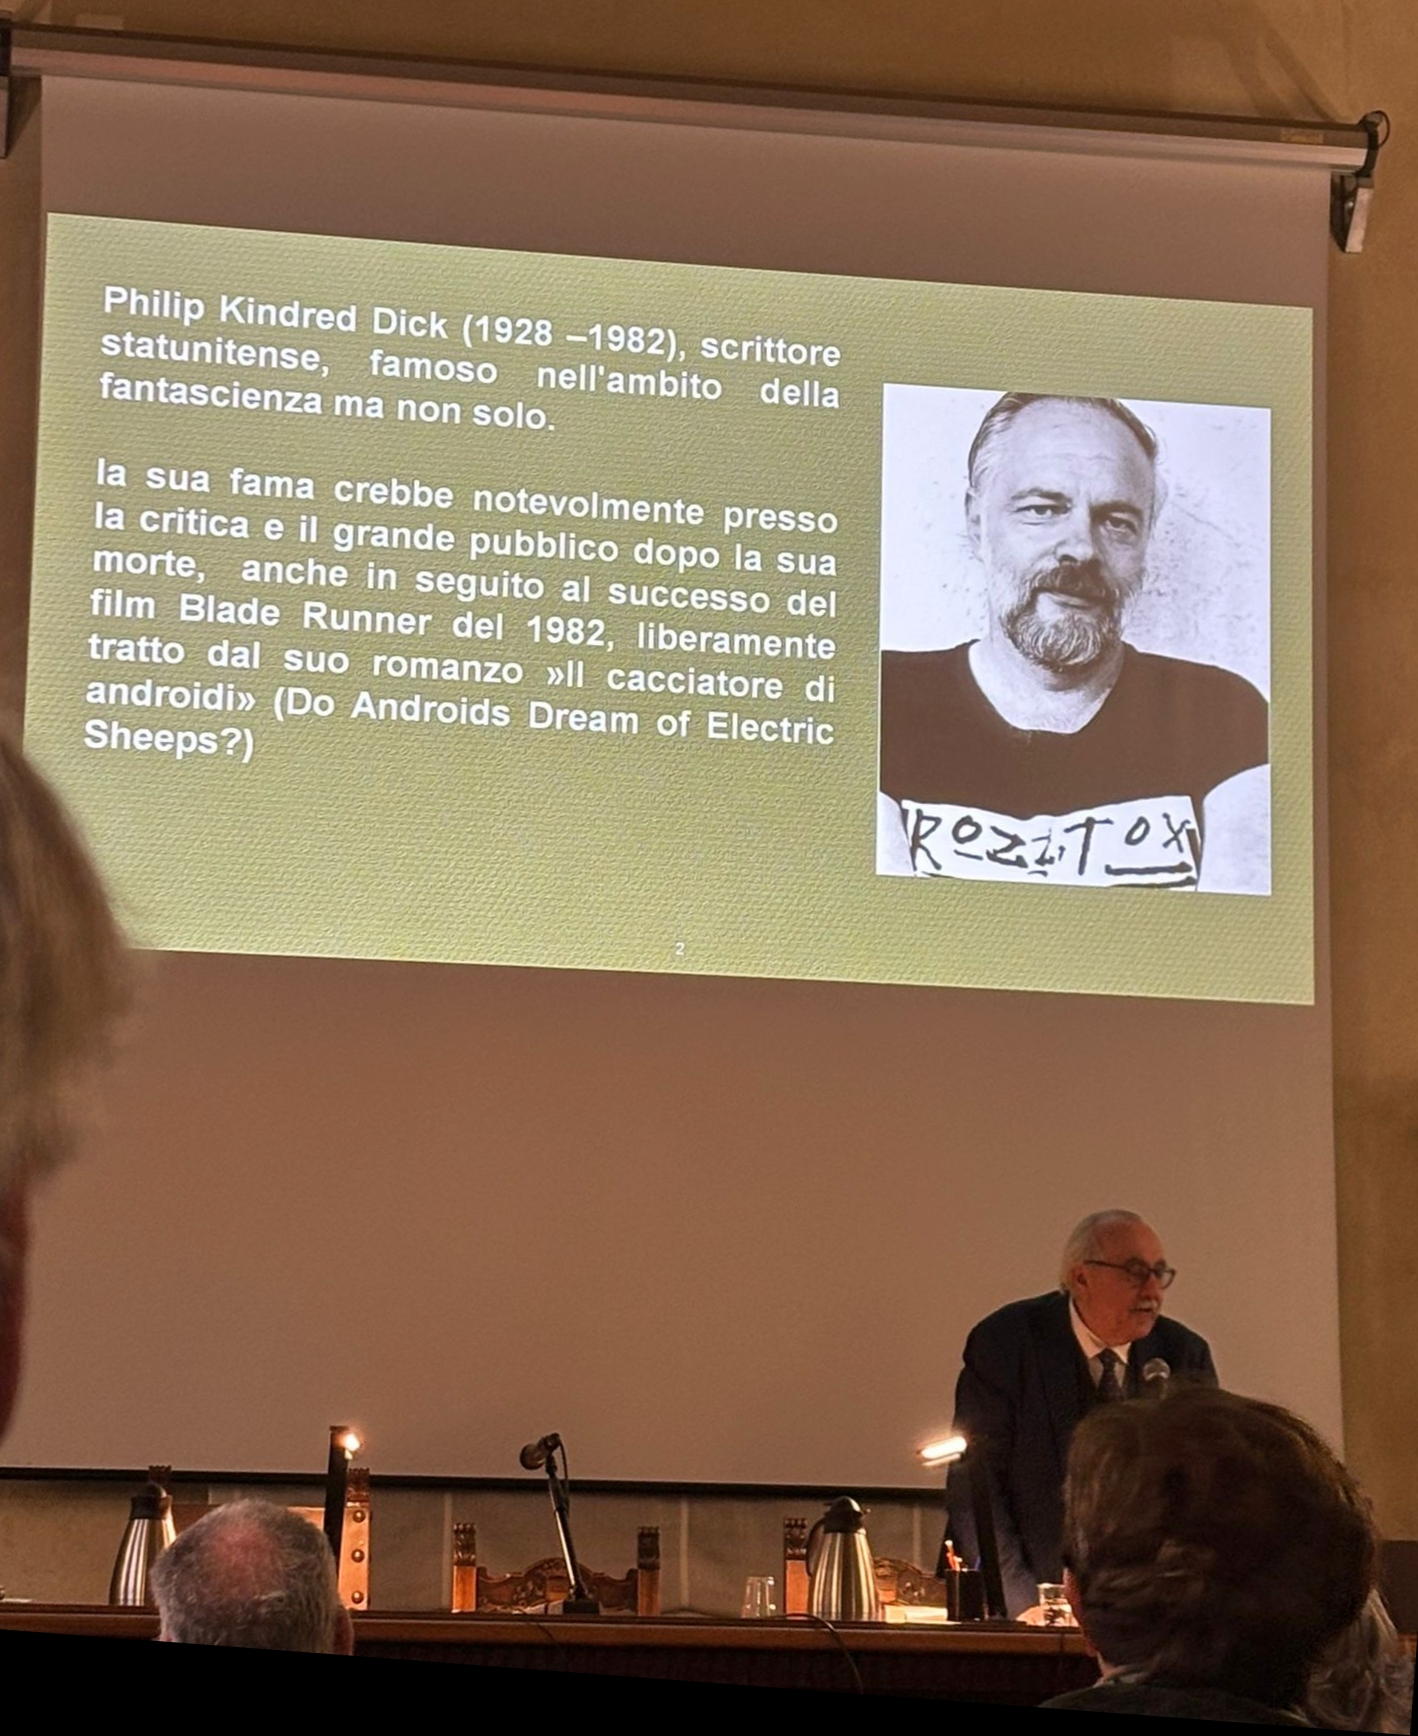 Philip Kindred Dick (1928 –1982), scrittore
statunitense, famoso nell'ambito della
fantascienza ma non solo.
la sua fama crebbe notevolmente presso
la critica e il grande pubblico dopo la sua
morte, anche in seguito al successo del
film Blade Runner del 1982, liberamente
tratto dal suo romanzo »Il cacciatore di
androidi» (Do Androids Dream of Electric
Sheeps?)
ROZZ,TOX
2